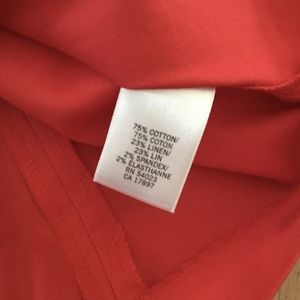 75% COTTON/
75% COTON
23% LINEN/
23% LIN
2% SPANDEX/
2% ELASTHANNE
RN 54023
CA 17897